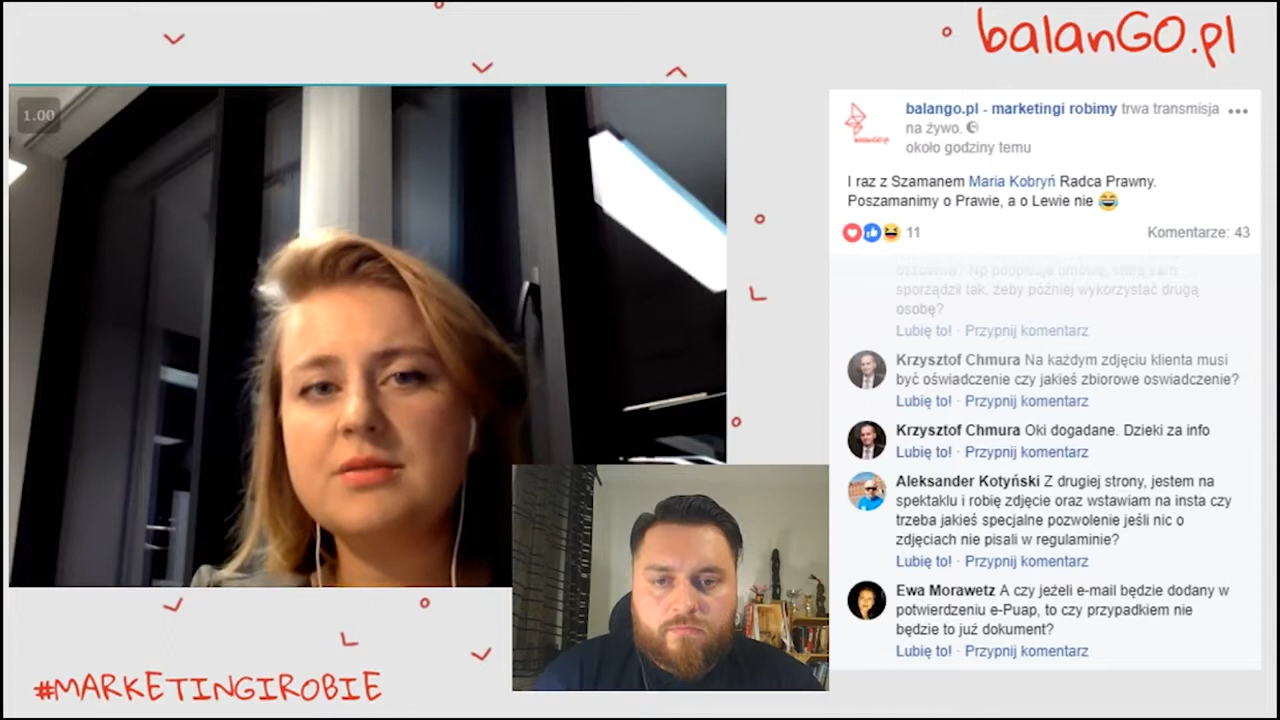 balanGO.pl
1.00
balango.pl - marketingi robimy trwa transmisja
na żywo.
około godziny temu
balanGO.pl
I raz z Szamanem Maria Kobryń Radca Prawny.
Poszamanimy o Prawie, a o Lewie nie
11
Komentarze: 43
sporządził tak, żeby później wykorzystać drugą
osobę?
Lubię to! · Przypnij komentarz
Krzysztof Chmura Na każdym zdjęciu klienta musi
być oświadczenie czy jakieś zbiorowe oswiadczenie?
Lubię to! · Przypnij komentarz
Krzysztof Chmura Oki dogadane. Dzieki za info
Lubię to! · Przypnij komentarz
Aleksander Kotyński Z drugiej strony, jestem na
spektaklu i robię zdjęcie oraz wstawiam na insta czy
trzeba jakieś specjalne pozwolenie jeśli nic o
zdjęciach nie pisali w regulaminie?
Lubię to! · Przypnij komentarz
Ewa Morawetz A czy jeżeli e-mail będzie dodany w
potwierdzeniu e-Puap, to czy przypadkiem nie
będzie to już dokument?
Lubię to! · Przypnij komentarz
#MARKETINGIROBIE